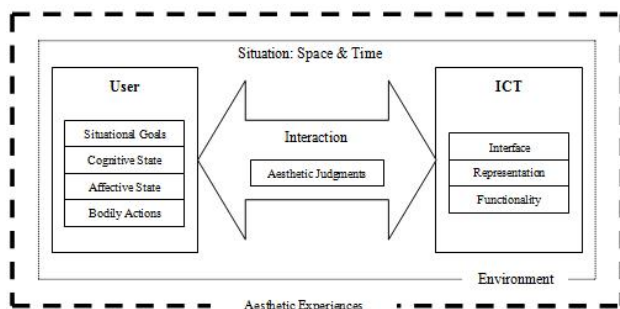 Situation: Space & Time
User
Situational Goals
Cognitive State
Affective State
Bodily Actions
Interaction
Aesthetic Judgments
ICT
Interface
Representation
Functionality
Environment
Aesthetic Experiences